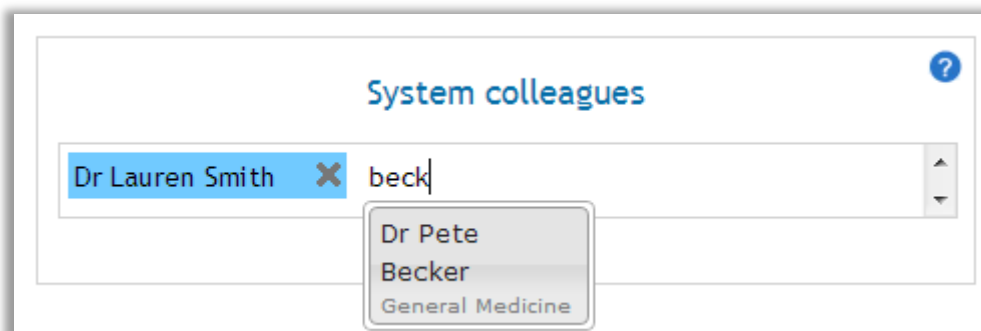 ?
System colleagues
Dr Lauren Smith beck
Dr Pete
Becker
General Medicine